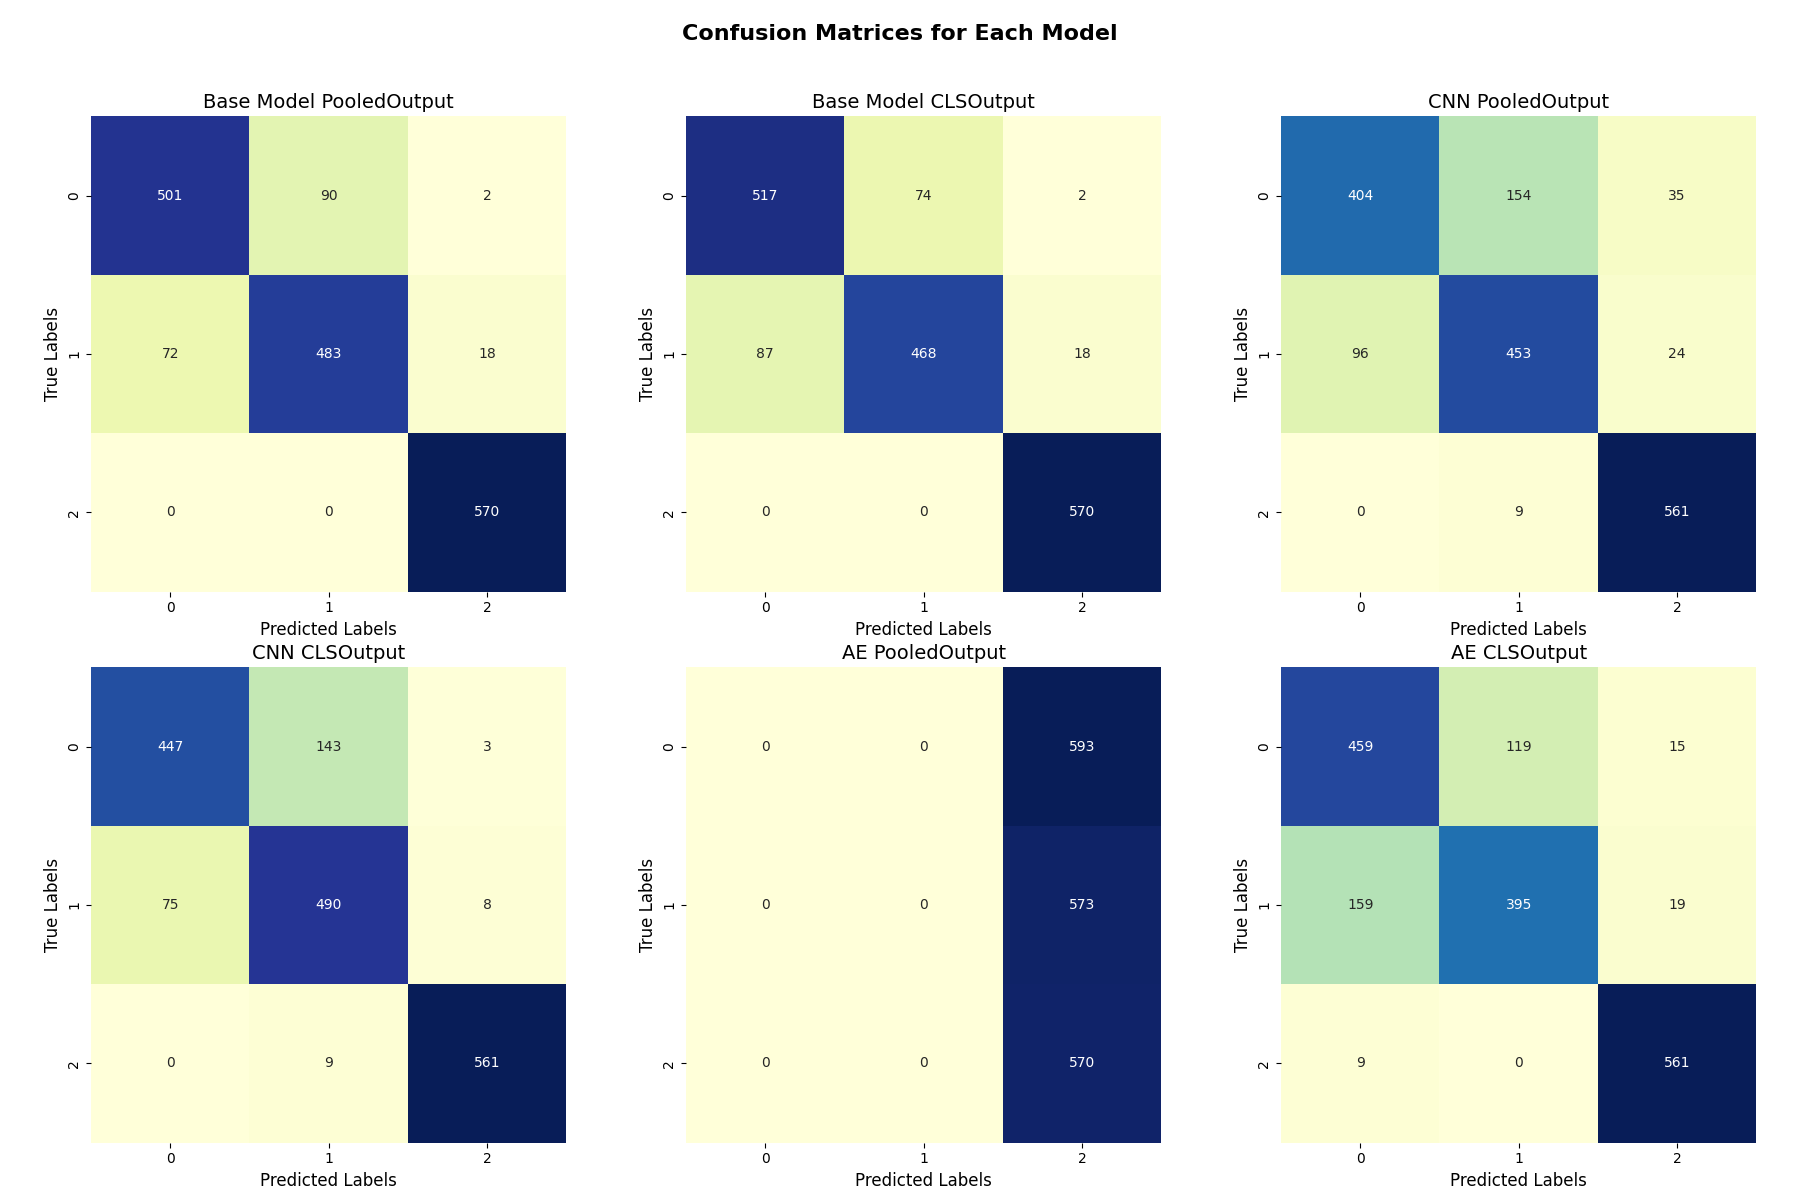 Confusion Matrices for Each Model
Base Model PooledOutput
501 90 2
72 483 18
0 0 570
0
1
2
True Labels
0 1 2
Predicted Labels
Base Model CLSOutput
517 74 2
87 468 18
0 0 570
0
1
2
True Labels
0 1 2
Predicted Labels
CNN PooledOutput
404 154 35
96 453 24
0 9 561
0
1
2
True Labels
0 1 2
Predicted Labels
CNN CLSOutput
447 143 3
75 490 8
0 9 561
0
1
2
True Labels
0 1 2
Predicted Labels
AE PooledOutput
0 0 593
0 0 573
0 0 570
0
1
2
True Labels
0 1 2
Predicted Labels
AE CLSOutput
459 119 15
159 395 19
9 0 561
0
1
2
True Labels
0 1 2
Predicted Labels